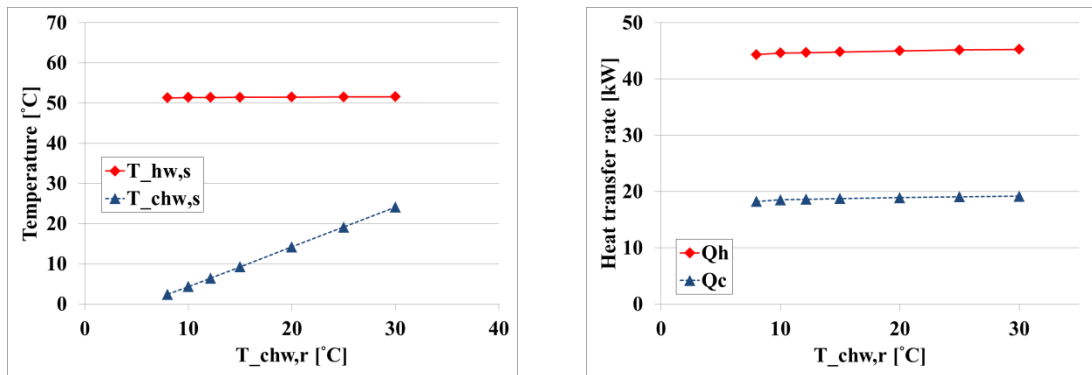 Temperature [˚C]
70
60
50
40
30
20
10
0
T_hw,s
T_chw,s
0 10 20 30 40
T_chw,r [˚C]
Heat transfer rate [kW]
50
40
30
20
10
0
Qh
Qc
0 10 20 30
T_chw,r [˚C]